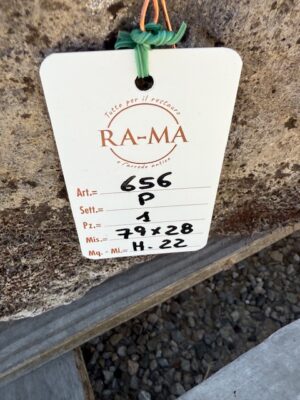 Tutto per il restauro
RA-MA
e l'arredo antico
Art.= 656
Sett.= P
Pz.= 1
Mis.= 79x28
Mq. - Ml.= H. 22